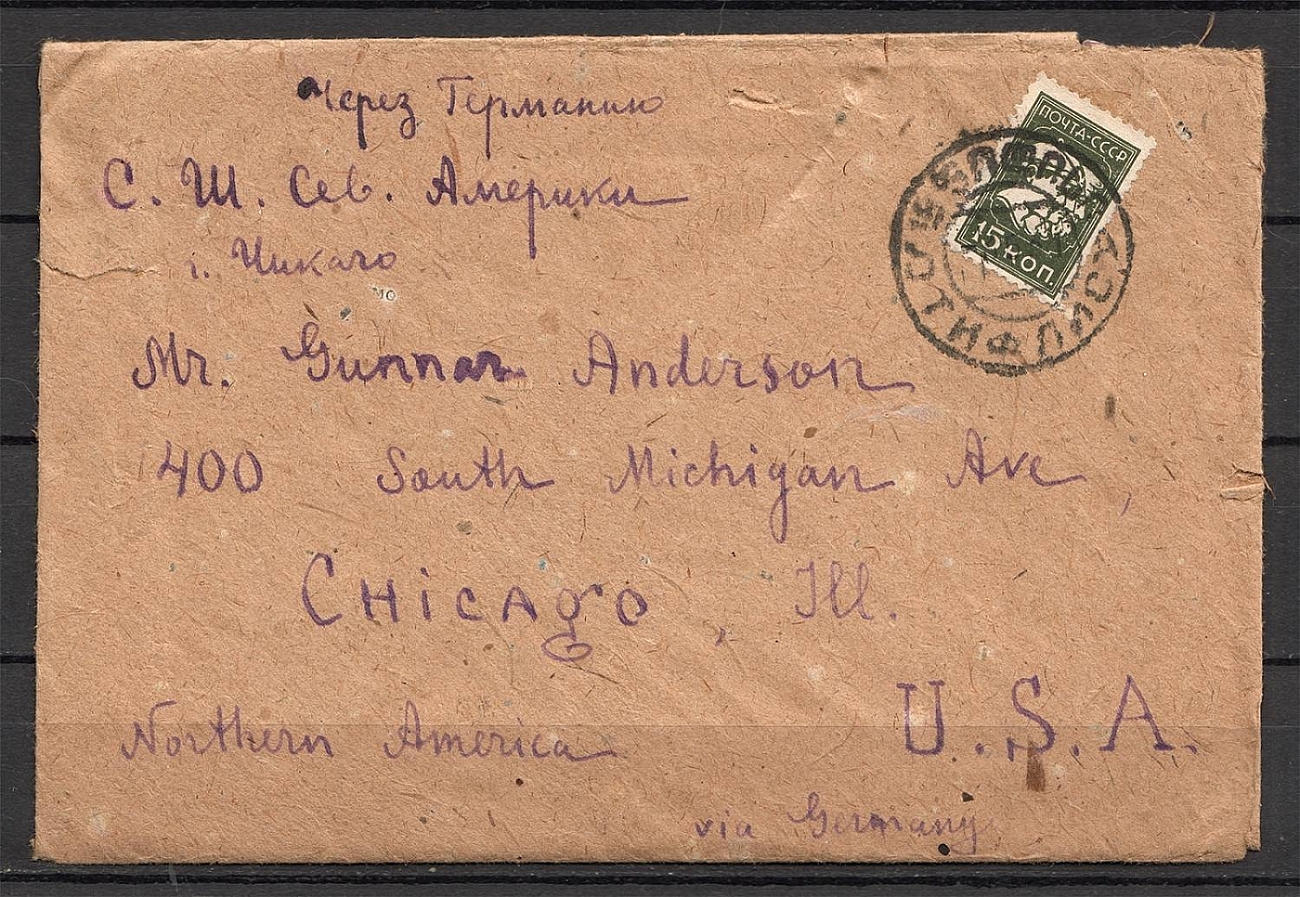 Через Германию
С. Ш. Сев. Америки
г. Чикаго
ПОЧТА-СССР
15 КОП.
ТИФЛИС
Mr. Gunnar Anderson
400 South Michigan Ave,
Chicago, Ill.
U.S.A.
Northern America
via Germany